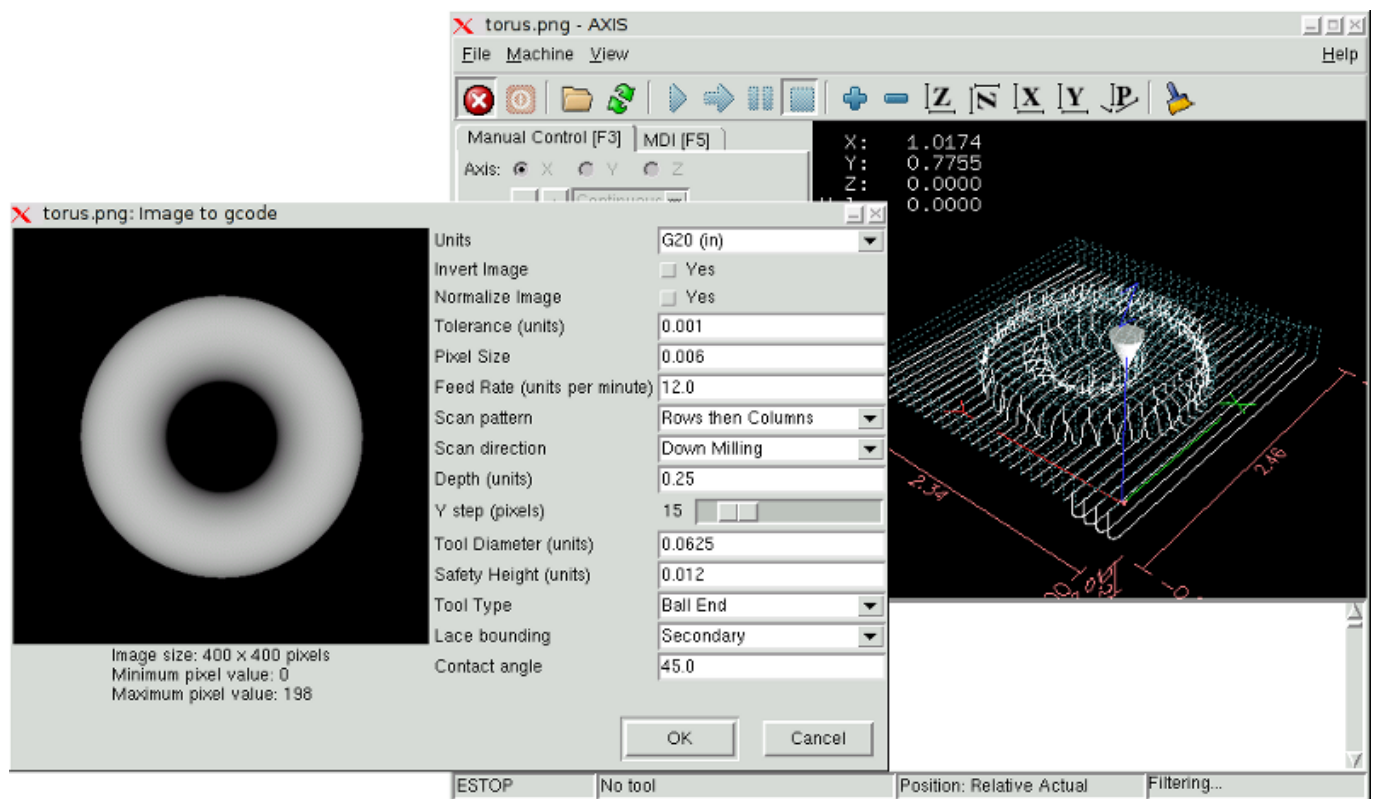 torus.png - AXIS
File Machine View Help
Z N X Y P
Manual Control [F3] MDI [F5]
Axis: X Y Z
Continuous
X: 1.0174
Y: 0.7755
Z: 0.0000
0.0000
2.34
2.46
torus.png: Image to gcode
Units G20 (in)
Invert Image Yes
Normalize Image Yes
Tolerance (units) 0.001
Pixel Size 0.006
Feed Rate (units per minute) 12.0
Scan pattern Rows then Columns
Scan direction Down Milling
Depth (units) 0.25
Y step (pixels) 15
Tool Diameter (units) 0.0625
Safety Height (units) 0.012
Tool Type Ball End
Lace bounding Secondary
Contact angle 45.0
Image size: 400 x 400 pixels
Minimum pixel value: 0
Maximum pixel value: 198
OK Cancel
ESTOP No tool Position: Relative Actual Filtering...